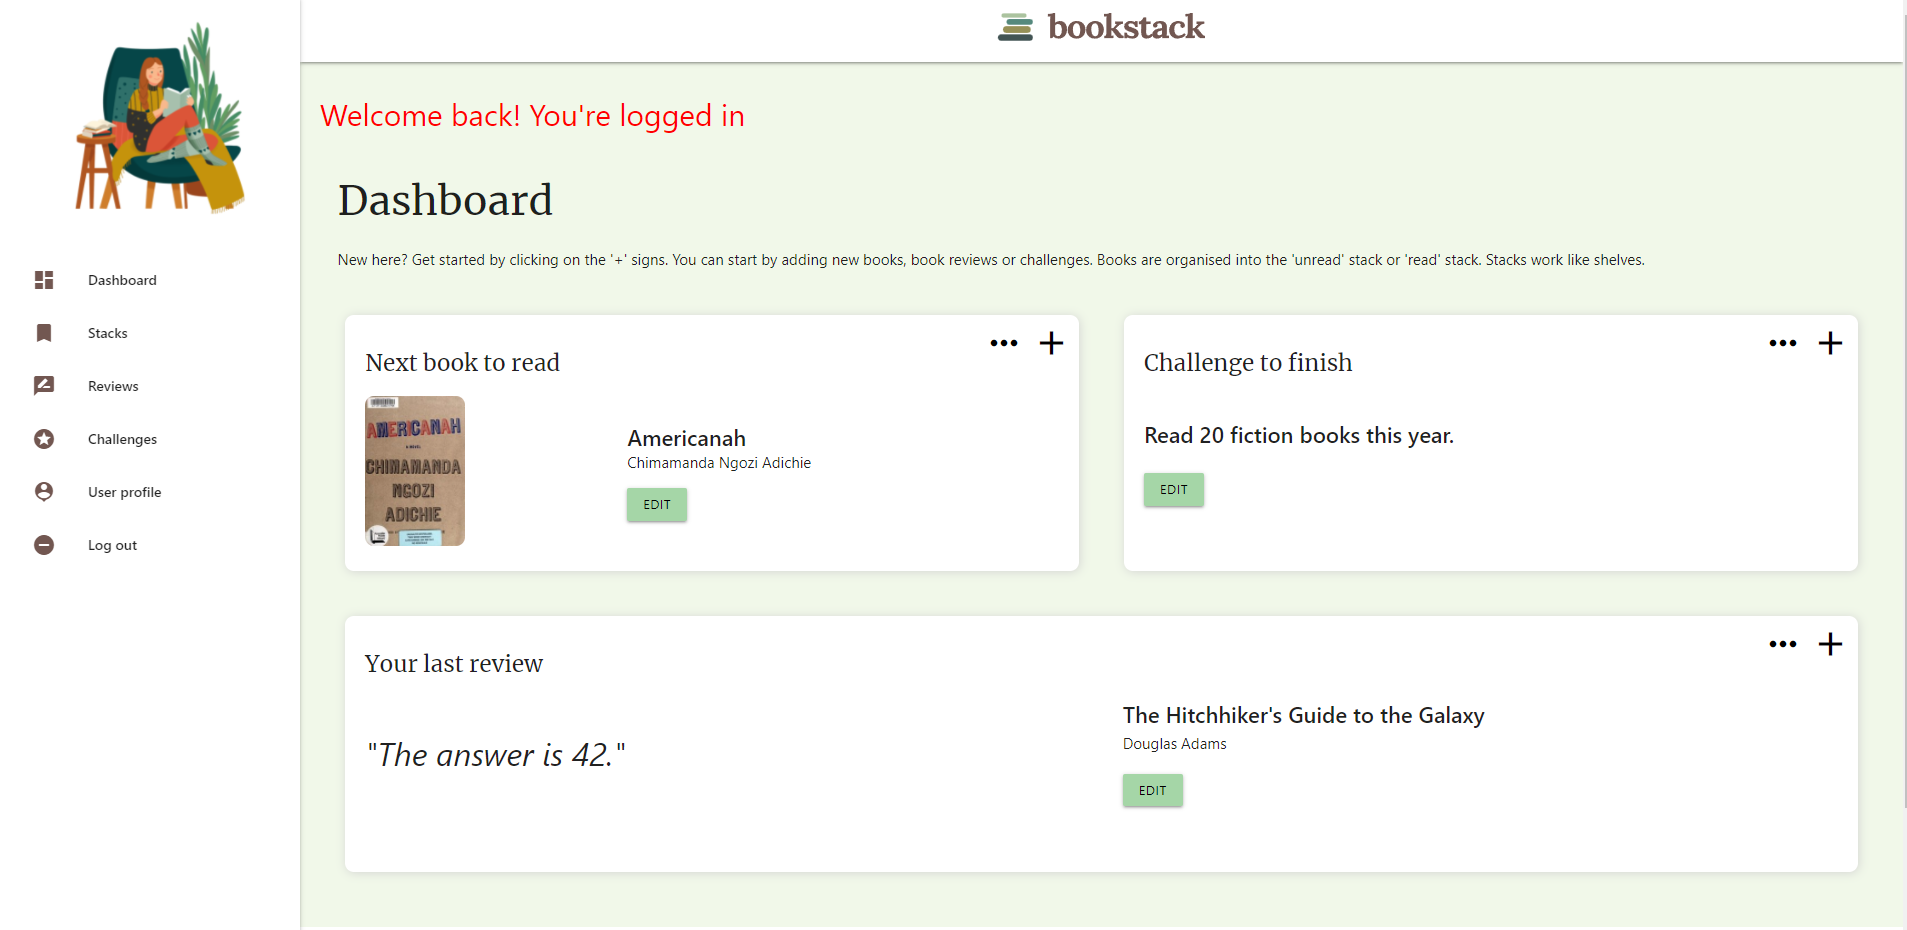 bookstack
Welcome back! You're logged in
Dashboard
New here? Get started by clicking on the '+' signs. You can start by adding new books, book reviews or challenges. Books are organised into the 'unread' stack or 'read' stack. Stacks work like shelves.
Dashboard
Stacks
Reviews
Challenges
User profile
Log out
Next book to read
AMERICANAH
A NOVEL
CHIMAMANDA
NGOZI
ADICHIE
Americanah
Chimamanda Ngozi Adichie
EDIT
Challenge to finish
Read 20 fiction books this year.
EDIT
Your last review
"The answer is 42."
The Hitchhiker's Guide to the Galaxy
Douglas Adams
EDIT